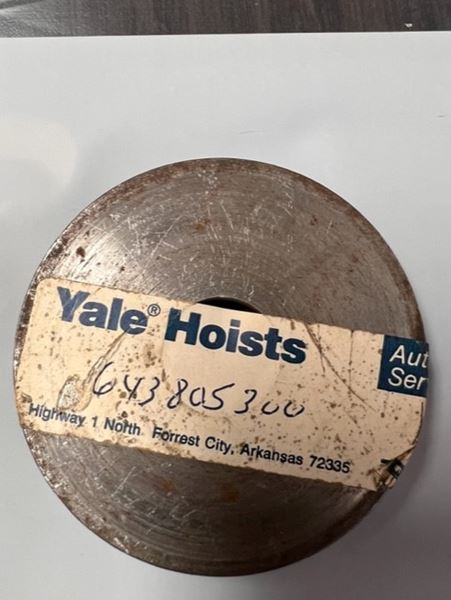 Yale® Hoists
Aut
Ser
643805300
Highway 1 North Forrest City, Arkansas 72335